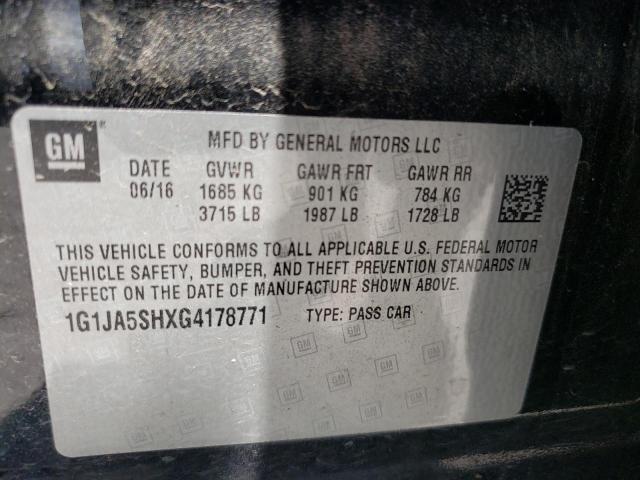 GM
MFD BY GENERAL MOTORS LLC
DATE GVWR GAWR FRT GAWR RR
06/16 1685 KG 901 KG 784 KG
3715 LB 1987 LB 1728 LB
THIS VEHICLE CONFORMS TO ALL APPLICABLE U.S. FEDERAL MOTOR
VEHICLE SAFETY, BUMPER, AND THEFT PREVENTION STANDARDS IN
EFFECT ON THE DATE OF MANUFACTURE SHOWN ABOVE.
1G1JA5SHXG4178771 TYPE: PASS CAR